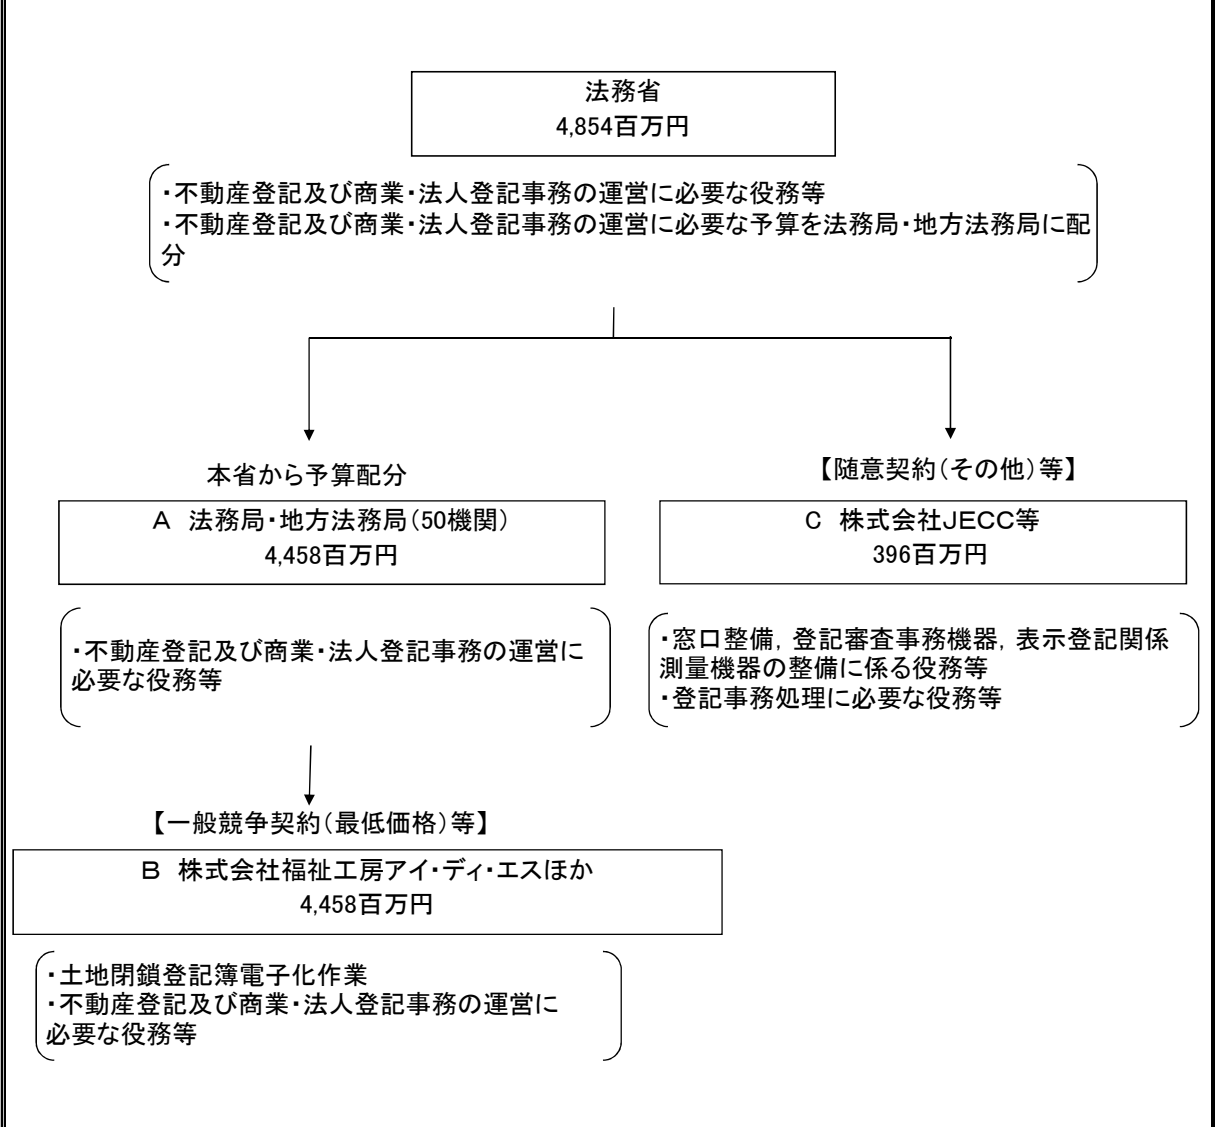 法務省
4,854百万円
・不動産登記及び商業・法人登記事務の運営に必要な役務等
・不動産登記及び商業・法人登記事務の運営に必要な予算を法務局・地方法務局に配
分
本省から予算配分
A　法務局・地方法務局(50機関)
4,458百万円
・不動産登記及び商業・法人登記事務の運営に
必要な役務等
【随意契約(その他)等】
C　株式会社JECC等
396百万円
・窓口整備，登記審査事務機器，表示登記関係
測量機器の整備に係る役務等
・登記事務処理に必要な役務等
【一般競争契約(最低価格)等】
B　株式会社福祉工房アイ・ディ・エスほか
4,458百万円
・土地閉鎖登記簿電子化作業
・不動産登記及び商業・法人登記事務の運営に
必要な役務等